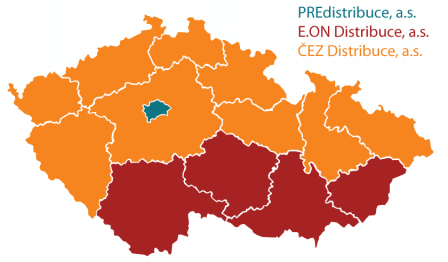 PREdistribuce, a.s.
E.ON Distribuce, a.s.
ČEZ Distribuce, a.s.